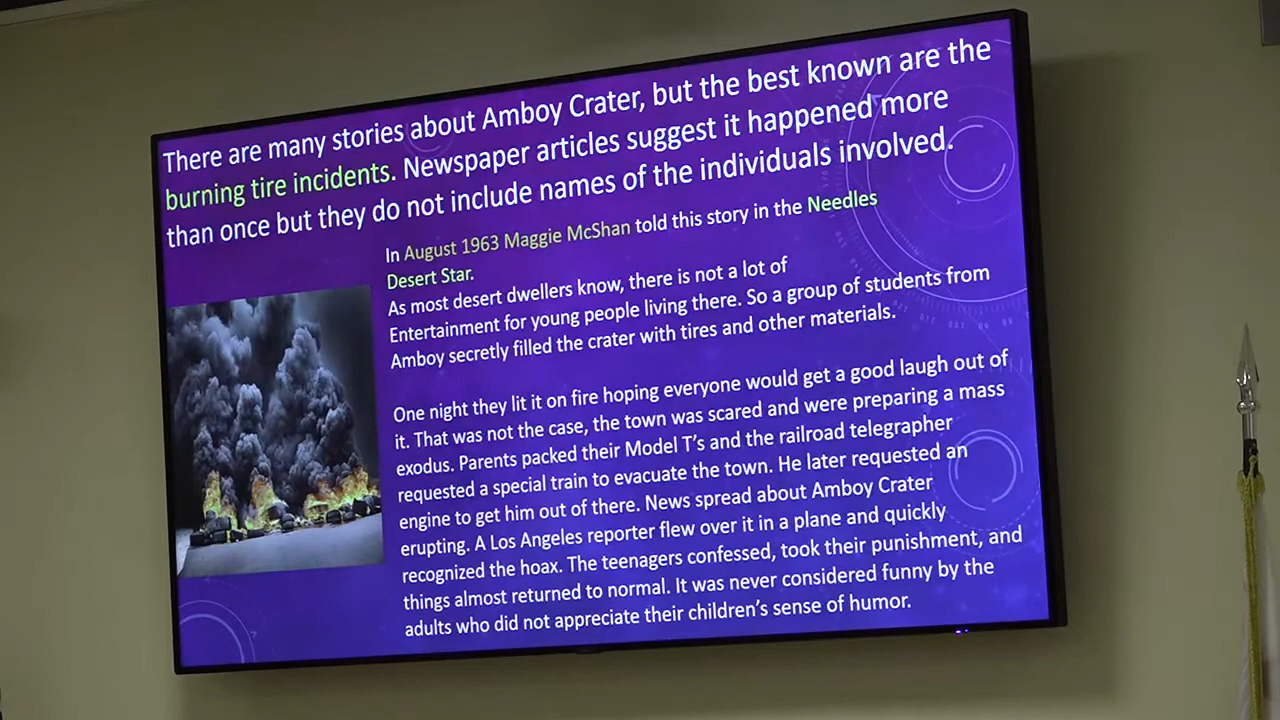 There are many stories about Amboy Crater, but the best known are the
burning tire incidents. Newspaper articles suggest it happened more
than once but they do not include names of the individuals involved.
In August 1963 Maggie McShan told this story in the Needles
Desert Star.
As most desert dwellers know, there is not a lot of
Entertainment for young people living there. So a group of students from
Amboy secretly filled the crater with tires and other materials.
One night they lit it on fire hoping everyone would get a good laugh out of
it. That was not the case, the town was scared and were preparing a mass
exodus. Parents packed their Model T's and the railroad telegrapher
requested a special train to evacuate the town. He later requested an
engine to get him out of there. News spread about Amboy Crater
erupting. A Los Angeles reporter flew over it in a plane and quickly
recognized the hoax. The teenagers confessed, took their punishment, and
things almost returned to normal. It was never considered funny by the
adults who did not appreciate their children's sense of humor.